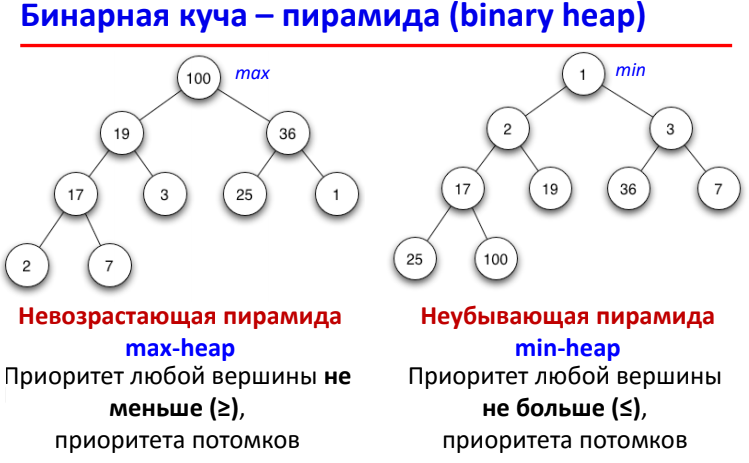 Бинарная куча – пирамида (binary heap)
100
max
19
36
17
3
25
1
2
7
Невозрастающая пирамида
max-heap
Приоритет любой вершины не
меньше (≥),
приоритета потомков
1
min
2
3
17
19
36
7
25
100
Неубывающая пирамида
min-heap
Приоритет любой вершины
не больше (≤),
приоритета потомков